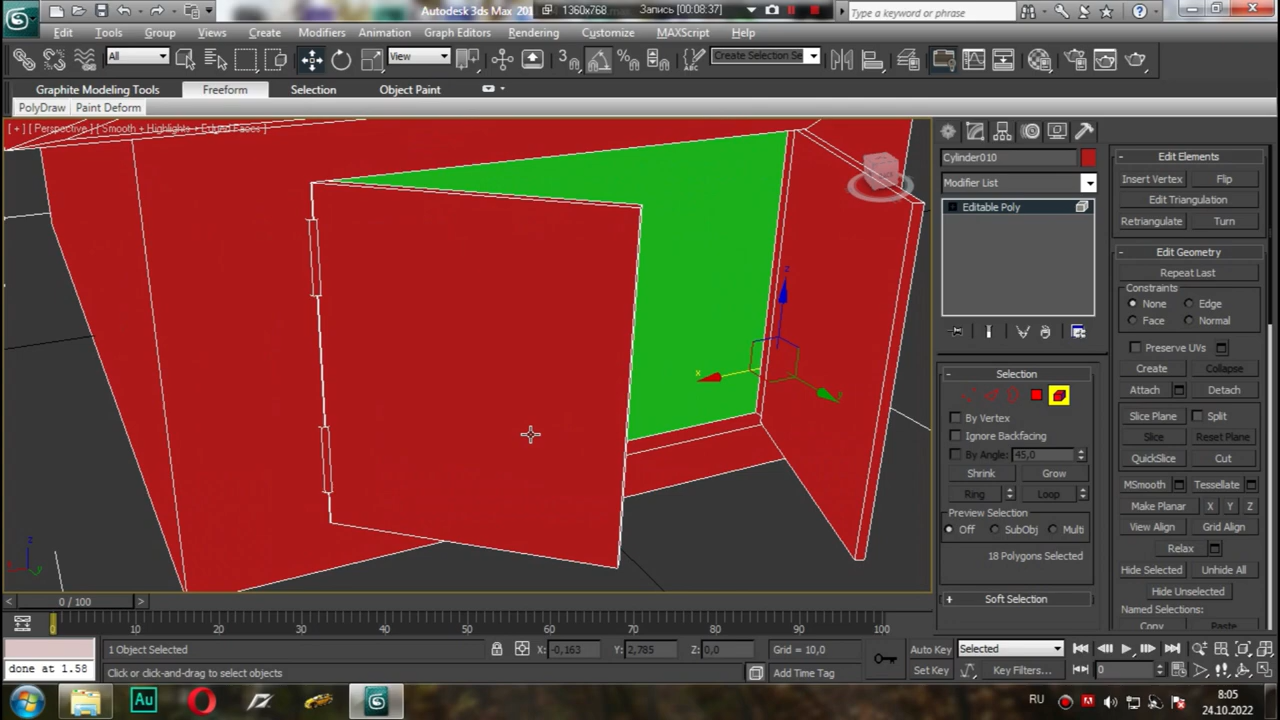 Autodesk 3ds Max 201
1360x768
Запись [00:08:37]
Type a keyword or phrase
Edit Tools Group Views Create Modifiers Animation Graph Editors Rendering Customize MAXScript Help
All
View
Create Selection Se
Graphite Modeling Tools Freeform Selection Object Paint
PolyDraw Paint Deform
[ + ] [ Perspective ] [ Smooth + Highlights + Edged Faces ]
x
y
z
Cylinder010
Modifier List
Editable Poly
- Selection
By Vertex
Ignore Backfacing
By Angle: 45,0
Shrink Grow
Ring Loop
Preview Selection
Off SubObj Multi
18 Polygons Selected
+ Soft Selection
- Edit Elements
Insert Vertex Flip
Edit Triangulation
Retriangulate Turn
- Edit Geometry
Repeat Last
Constraints
None Edge
Face Normal
Preserve UVs
Create Collapse
Attach Detach
Slice Plane Split
Slice Reset Plane
QuickSlice Cut
MSmooth Tessellate
Make Planar X Y Z
View Align Grid Align
Relax
Hide Selected Unhide All
Hide Unselected
Named Selections:
Copy Paste
< 0 / 100 >
0 10 20 30 40 50 60 70 80 90 100
1 Object Selected
X: -0,163 Y: 2,785 Z: 0,0
Grid = 10,0
Auto Key Selected
done at 1.58
Click or click-and-drag to select objects
Add Time Tag
Set Key Key Filters...
0
Au
RU
8:05
24.10.2022